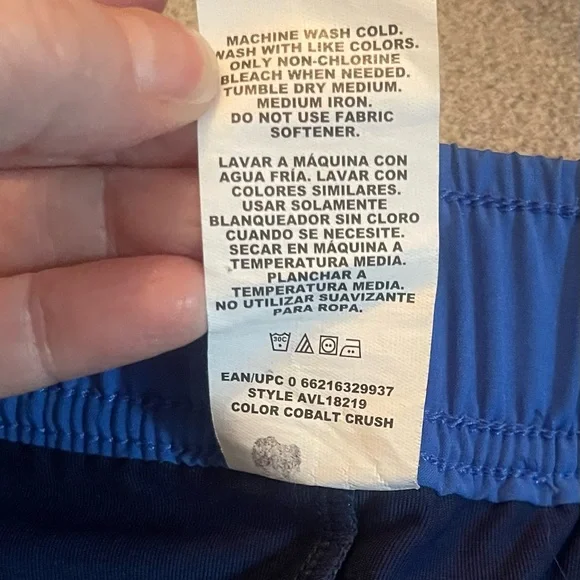 MACHINE WASH COLD.
WASH WITH LIKE COLORS.
ONLY NON-CHLORINE
BLEACH WHEN NEEDED.
TUMBLE DRY MEDIUM.
MEDIUM IRON.
DO NOT USE FABRIC
SOFTENER.
LAVAR A MÁQUINA CON
AGUA FRÍA. LAVAR CON
COLORES SIMILARES.
USAR SOLAMENTE
BLANQUEADOR SIN CLORO
CUANDO SE NECESITE.
SECAR EN MÁQUINA A
TEMPERATURA MEDIA.
PLANCHAR A
TEMPERATURA MEDIA.
NO UTILIZAR SUAVIZANTE
PARA ROPA.
30C
EAN/UPC 0 66216329937
STYLE AVL18219
COLOR COBALT CRUSH